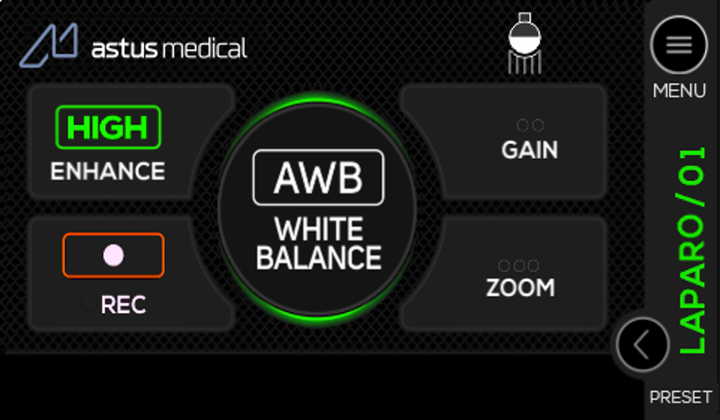 astus medical
MENU
HIGH
ENHANCE
AWB
WHITE
BALANCE
GAIN
REC
ZOOM
LAPARO/01
PRESET